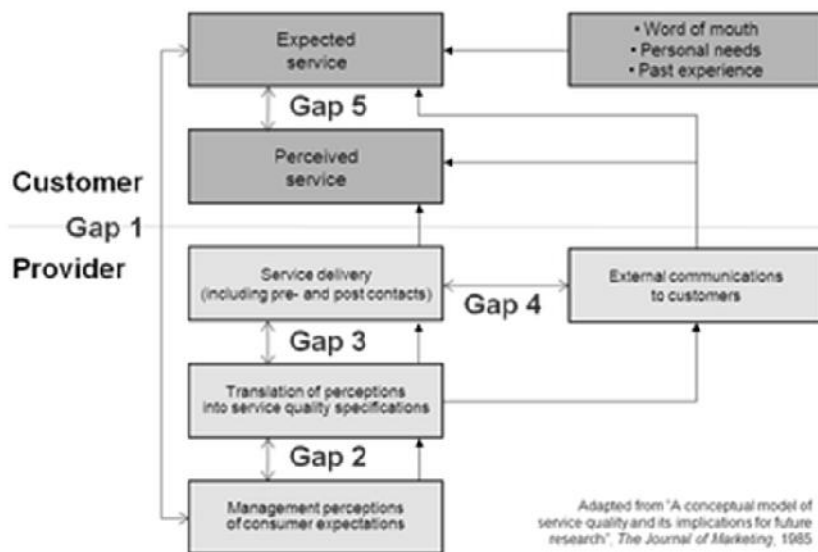 Expected
service
• Word of mouth
• Personal needs
• Past experience
Gap 5
Perceived
service
Customer
Gap 1
Provider
Service delivery
(including pre- and post contacts)
External communications
to customers
Gap 4
Gap 3
Translation of perceptions
into service quality specifications
Gap 2
Management perceptions
of consumer expectations
Adapted from "A conceptual model of
service quality and its implications for future
research", The Journal of Marketing, 1985